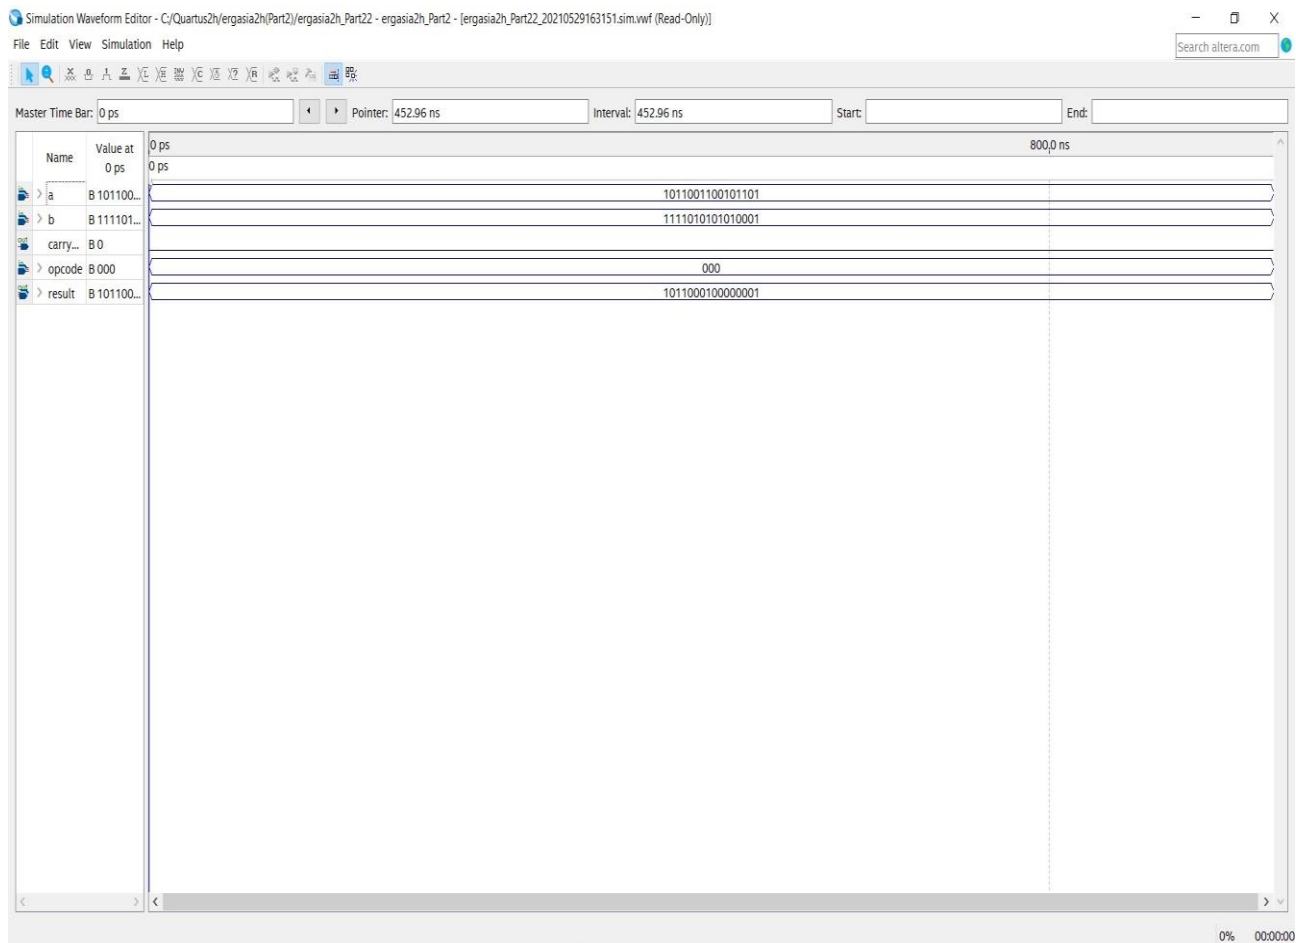 Simulation Waveform Editor - C:/Quartus2h/ergasia2h(Part2)/ergasia2h_Part22 - ergasia2h_Part2 - [ergasia2h_Part22_20210529163151.sim.vwf (Read-Only)]
File Edit View Simulation Help
Search altera.com
Master Time Bar: 0 ps Pointer: 452.96 ns Interval: 452.96 ns Start: End:
Name Value at 0 ps 0 ps 800,0 ns
0 ps
a B 101100... 1011001100101101
b B 111101... 1111010101010001
carry... B 0
opcode B 000 000
result B 101100... 1011000100000001
0% 00:00:00